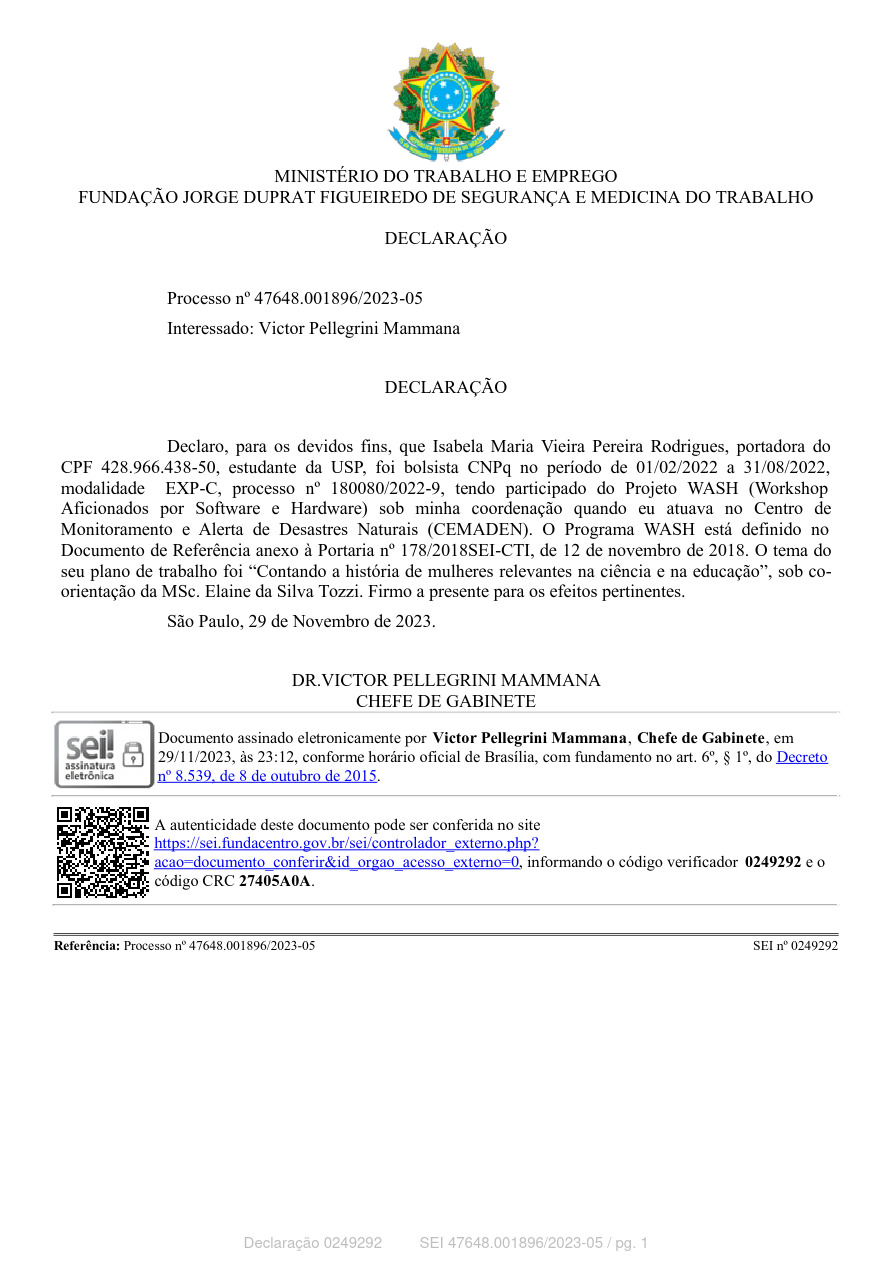 MINISTÉRIO DO TRABALHO E EMPREGO
FUNDAÇÃO JORGE DUPRAT FIGUEIREDO DE SEGURANÇA E MEDICINA DO TRABALHO
DECLARAÇÃO
Processo nº 47648.001896/2023-05
Interessado: Victor Pellegrini Mammana
DECLARAÇÃO
Declaro, para os devidos fins, que Isabela Maria Vieira Pereira Rodrigues, portadora do
CPF 428.966.438-50, estudante da USP, foi bolsista CNPq no período de 01/02/2022 a 31/08/2022,
modalidade EXP-C, processo nº 180080/2022-9, tendo participado do Projeto WASH (Workshop
Aficionados por Software e Hardware) sob minha coordenação quando eu atuava no Centro de
Monitoramento e Alerta de Desastres Naturais (CEMADEN). O Programa WASH está definido no
Documento de Referência anexo à Portaria nº 178/2018SEI-CTI, de 12 de novembro de 2018. O tema do
seu plano de trabalho foi “Contando a história de mulheres relevantes na ciência e na educação”, sob co-
orientação da MSc. Elaine da Silva Tozzi. Firmo a presente para os efeitos pertinentes.
São Paulo, 29 de Novembro de 2023.
DR.VICTOR PELLEGRINI MAMMANA
CHEFE DE GABINETE
sei!
assinatura
eletrônica
Documento assinado eletronicamente por Victor Pellegrini Mammana, Chefe de Gabinete, em
29/11/2023, às 23:12, conforme horário oficial de Brasília, com fundamento no art. 6º, § 1º, do Decreto
nº 8.539, de 8 de outubro de 2015.
A autenticidade deste documento pode ser conferida no site
https://sei.fundacentro.gov.br/sei/controlador_externo.php?
acao=documento_conferir&id_orgao_acesso_externo=0, informando o código verificador 0249292 e o
código CRC 27405A0A.
Referência: Processo nº 47648.001896/2023-05 SEI nº 0249292
Declaração 0249292 SEI 47648.001896/2023-05 / pg. 1